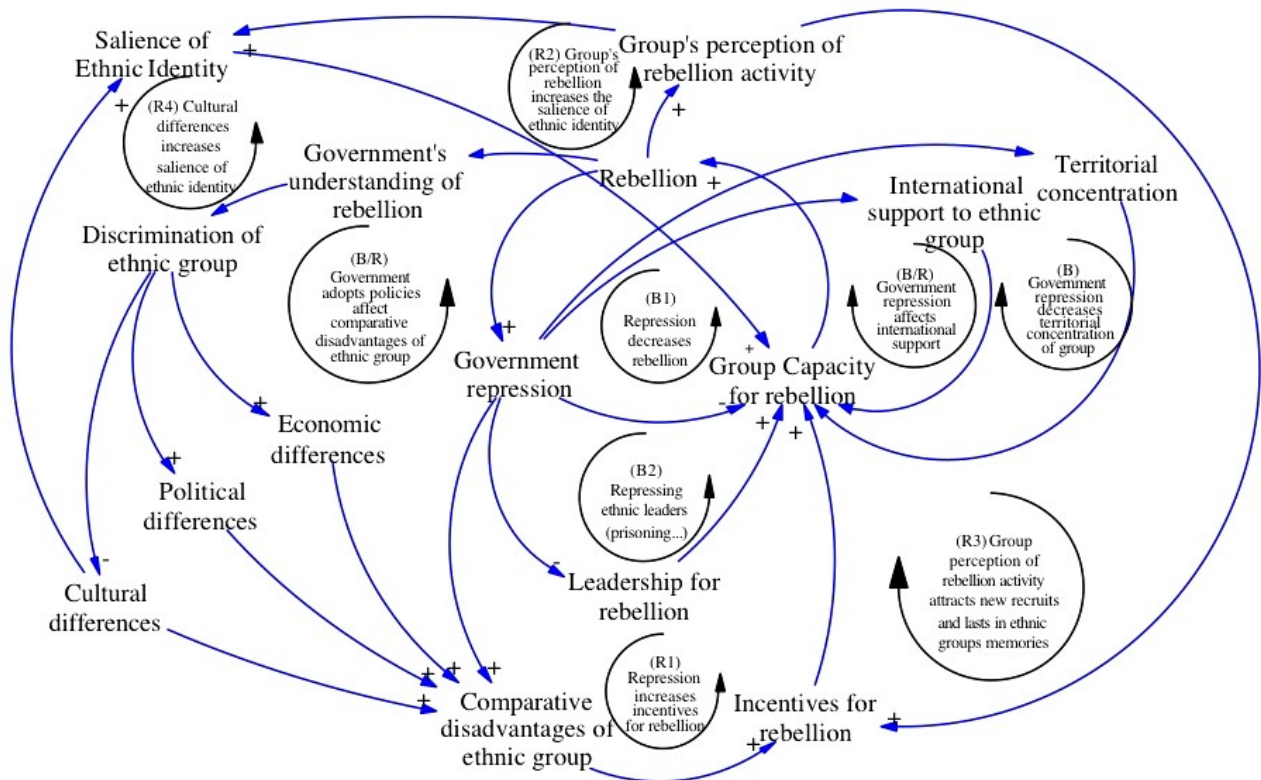 Salience of
Ethnic Identity
+
+
(R4) Cultural
differences
increases
salience of
ethnic identity
(R2) Group's
perception of
rebellion
increases the
salience of
ethnic identity
Group's perception of
rebellion activity
+
Government's
understanding of
rebellion
Rebellion
+
Territorial
concentration
International
support to ethnic
group
Discrimination of
ethnic group
(B/R)
Government
adopts policies
affect
comparative
disadvantages of
ethnic group
(B1)
Repression
decreases
rebellion
(B/R)
Government
repression
affects
international
support
(B)
Government
repression
decreases
territorial
concentration
of group
+
Government
repression
+
Group Capacity
for rebellion
-
+
+
+
Economic
differences
+
Political
differences
(B2)
Repressing
ethnic leaders
(prisoning...)
-
Cultural
differences
-
Leadership for
rebellion
(R3) Group
perception of
rebellion activity
attracts new recruits
and lasts in ethnic
groups memories
+
+
+
+
Comparative
disadvantages of
ethnic group
(R1)
Repression
increases
incentives
for rebellion
Incentives for
rebellion
+
+